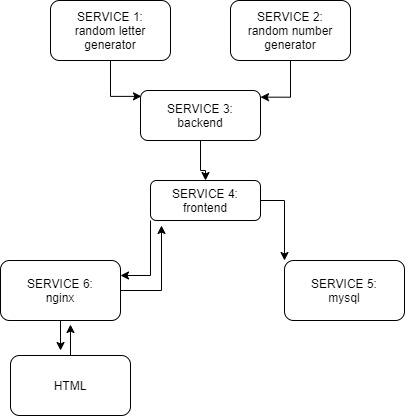 SERVICE 1:
random letter
generator
SERVICE 2:
random number
generator
SERVICE 3:
backend
SERVICE 4:
frontend
SERVICE 6:
nginx
SERVICE 5:
mysql
HTML